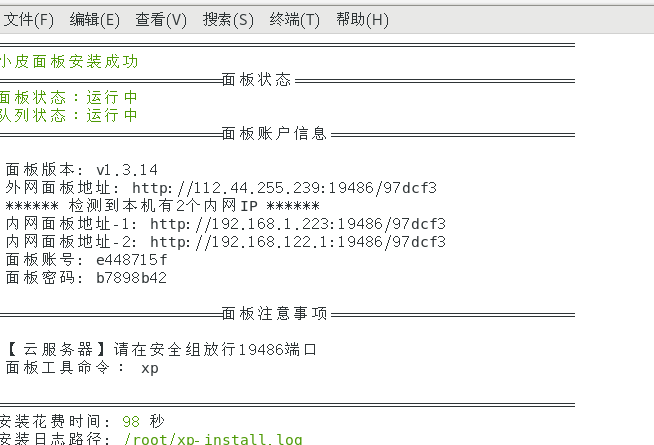 文件(F) 编辑(E) 查看(V) 搜索(S) 终端(T) 帮助(H)
小皮面板安装成功
面板状态
面板状态：运行中
队列状态：运行中
面板账户信息
面板版本: v1.3.14
外网面板地址: http://112.44.255.239:19486/97dcf3
****** 检测到本机有2个内网IP ******
内网面板地址-1: http://192.168.1.223:19486/97dcf3
内网面板地址-2: http://192.168.122.1:19486/97dcf3
面板账号: e448715f
面板密码: b7898b42
面板注意事项
【 云服务器】请在安全组放行19486端口
面板工具命令： xp
安装花费时间: 98 秒
安装日志路径: /root/xp-install.log